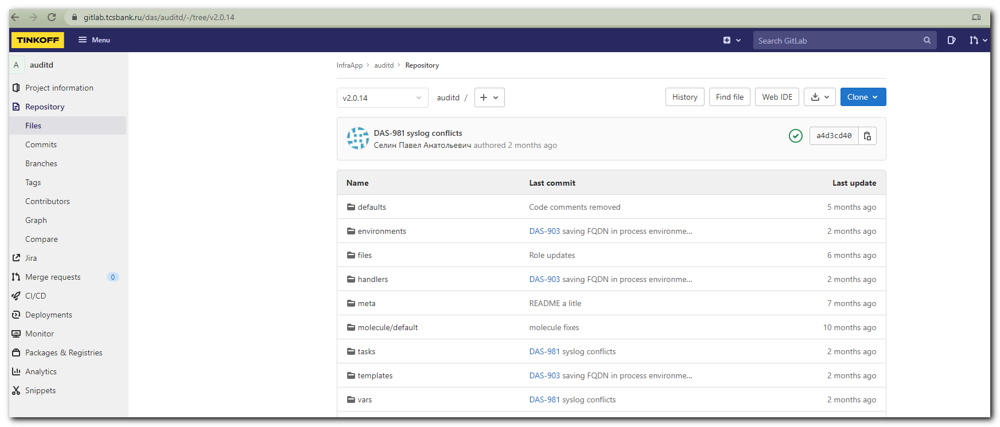 gitlab.tcsbank.ru/das/auditd/-/tree/v2.0.14
TINKOFF Menu Search GitLab
A auditd
Project information
Repository
Files
Commits
Branches
Tags
Contributors
Graph
Compare
Jira
Merge requests 0
CI/CD
Deployments
Monitor
Packages & Registries
Analytics
Snippets
InfraApp > auditd > Repository
v2.0.14 auditd / + History Find file Web IDE Clone
DAS-981 syslog conflicts
Селин Павел Анатольевич authored 2 months ago
a4d3cd40
Name Last commit Last update
defaults Code comments removed 5 months ago
environments DAS-903 saving FQDN in process environme... 2 months ago
files Role updates 6 months ago
handlers DAS-903 saving FQDN in process environme... 2 months ago
meta README a litle 7 months ago
molecule/default molecule fixes 10 months ago
tasks DAS-981 syslog conflicts 2 months ago
templates DAS-903 saving FQDN in process environme... 2 months ago
vars DAS-981 syslog conflicts 2 months ago